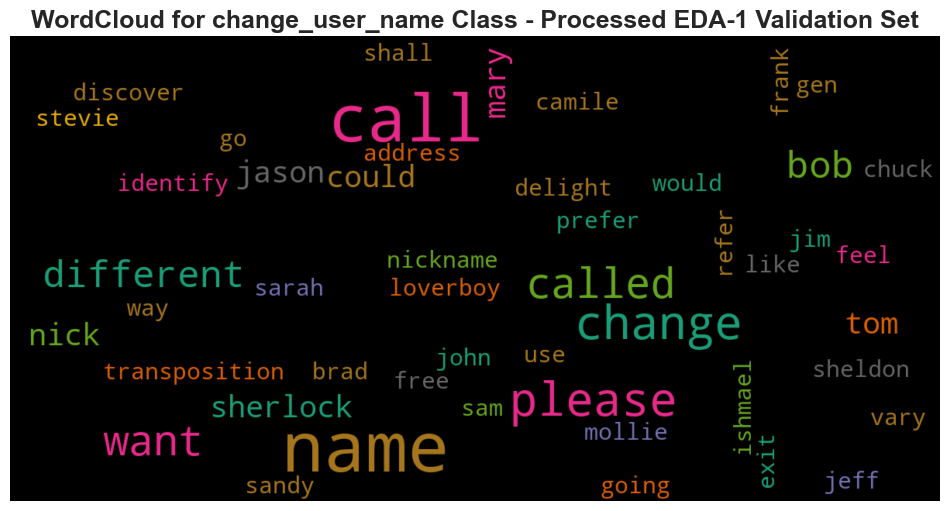 WordCloud for change_user_name Class - Processed EDA-1 Validation Set
shall
mary
frank
gen
discover
camile
stevie
call
go
address
bob
chuck
identify
jason
could
delight
would
prefer
refer
jim
feel
nickname
like
different
sarah
loverboy
called
way
change
tom
nick
john
use
transposition
brad
free
sheldon
sherlock
sam
please
ishmael
vary
want
name
mollie
exit
sandy
going
jeff